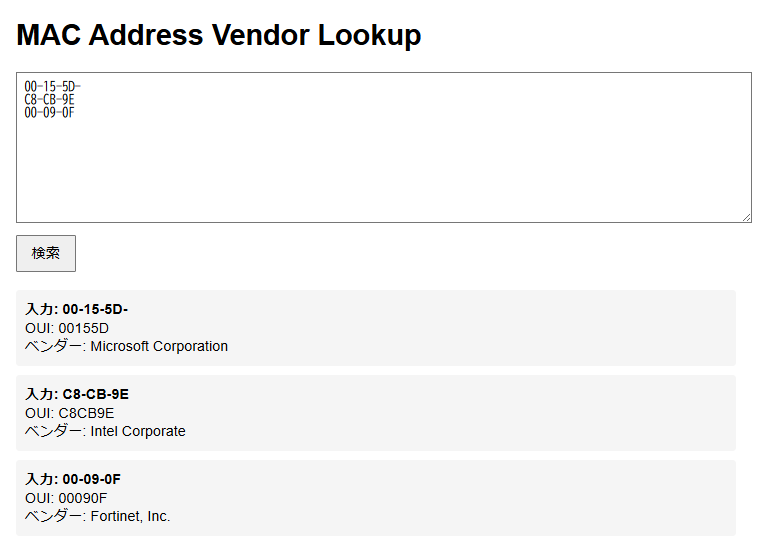 MAC Address Vendor Lookup
00-15-5D-
C8-CB-9E
00-09-0F
検索
入力: 00-15-5D-
OUI: 00155D
ベンダー: Microsoft Corporation
入力: C8-CB-9E
OUI: C8CB9E
ベンダー: Intel Corporate
入力: 00-09-0F
OUI: 00090F
ベンダー: Fortinet, Inc.